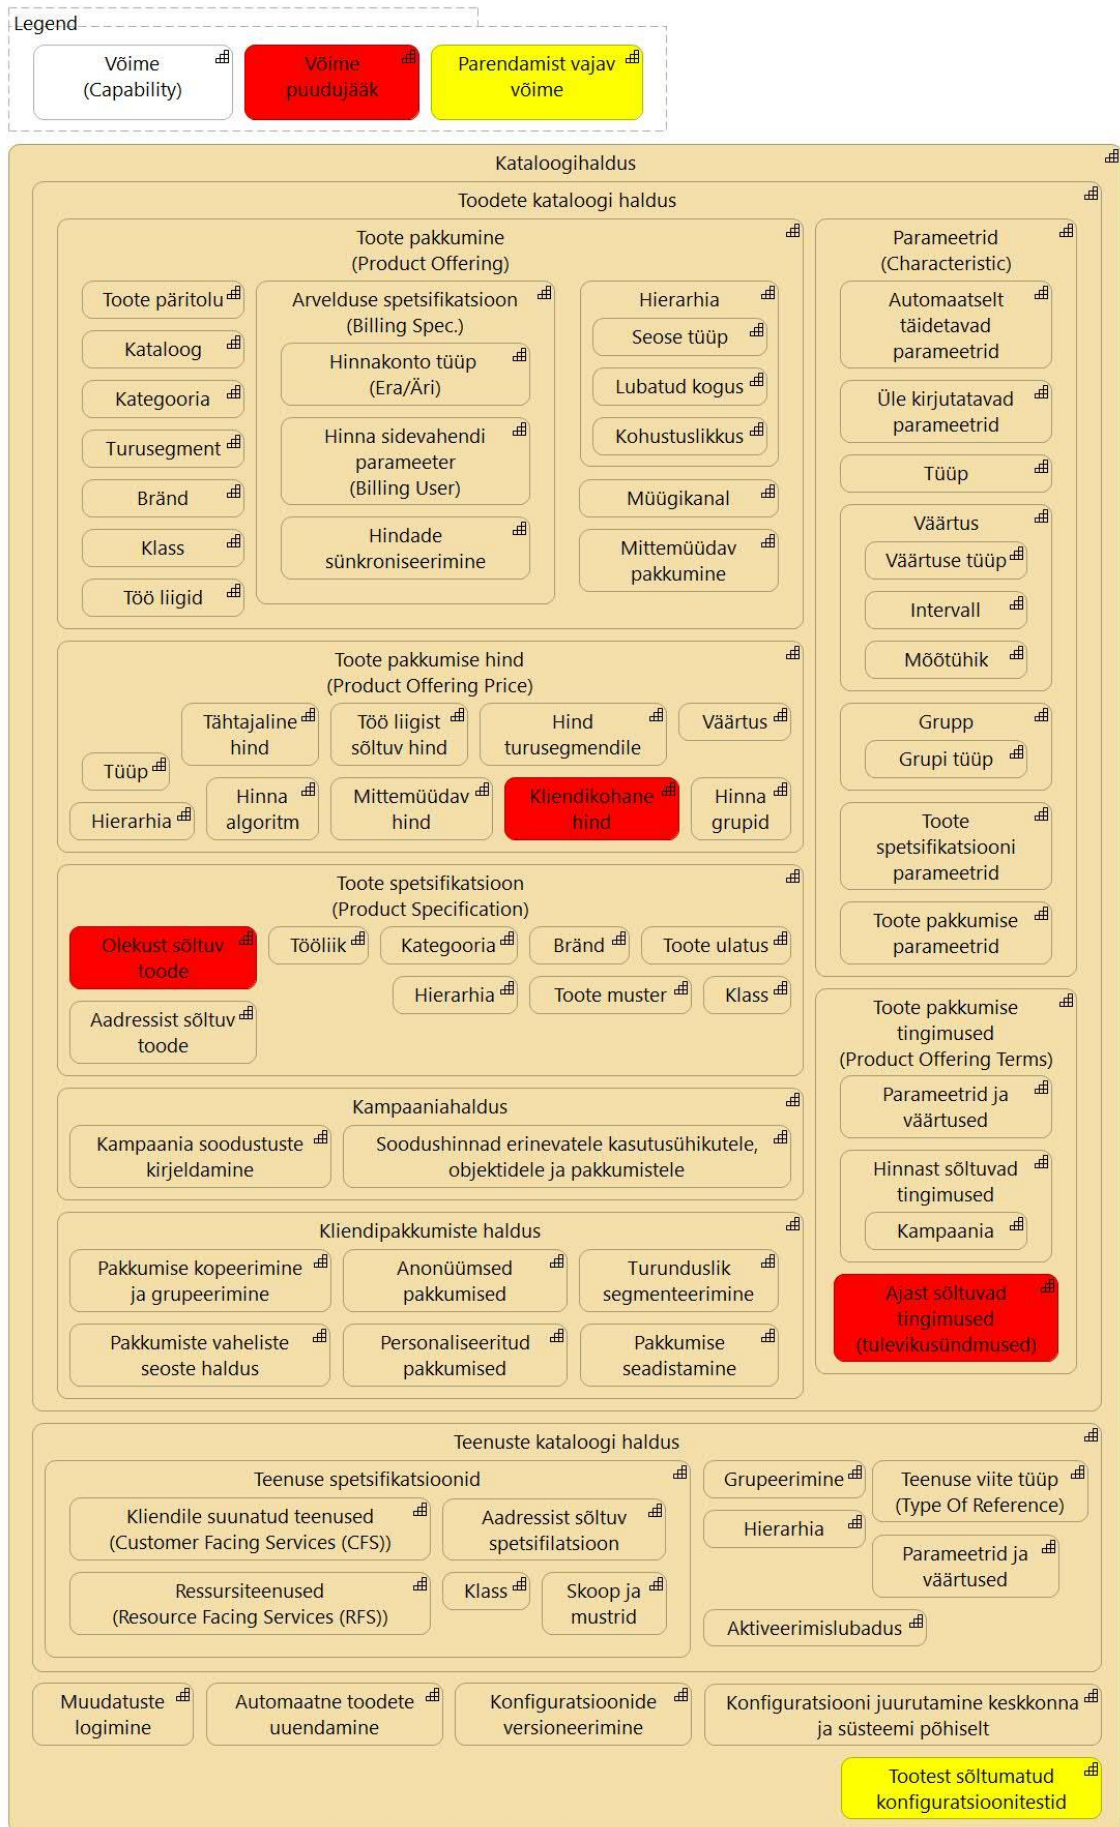 Legend
Võime
(Capability)
Võime
puudujääk
Parendamist vajav
võime
Kataloogihaldus
Toodete kataloogi haldus
Toote pakkumine
(Product Offering)
Toote päritolu
Kataloog
Kategooria
Turusegment
Bränd
Klass
Töö liigid
Arvelduse spetsifikatsioon
(Billing Spec.)
Hinnakonto tüüp
(Era/Äri)
Hinna sidevahendi
parameeter
(Billing User)
Hindade
sünkroniseerimine
Hierarhia
Seose tüüp
Lubatud kogus
Kohustuslikkus
Müügikanal
Mittemüüdav
pakkumine
Parameetrid
(Characteristic)
Automaatselt
täidetavad
parameetrid
Üle kirjutatavad
parameetrid
Tüüp
Väärtus
Väärtuse tüüp
Intervall
Mõõtühik
Grupp
Grupi tüüp
Toote
spetsifikatsiooni
parameetrid
Toote pakkumise
parameetrid
Toote pakkumise hind
(Product Offering Price)
Tähtajaline
hind
Töö liigist
sõltuv hind
Hind
turusegmendile
Väärtus
Tüüp
Hierarhia
Hinna
algoritm
Mittemüüdav
hind
Kliendikohane
hind
Hinna
grupid
Toote spetsifikatsioon
(Product Specification)
Olekust sõltuv
toode
Tööliik
Kategooria
Bränd
Toote ulatus
Hierarhia
Toote muster
Klass
Aadressist sõltuv
toode
Toote pakkumise
tingimused
(Product Offering Terms)
Parameetrid ja
väärtused
Hinnast sõltuvad
tingimused
Kampaania
Ajast sõltuvad
tingimused
(tulevikusündmused)
Kampaaniahaldus
Kampaania soodustuste
kirjeldamine
Soodushinnad erinevatele kasutusühikutele,
objektidele ja pakkumistele
Kliendipakkumiste haldus
Pakkumise kopeerimine
ja grupeerimine
Anonüümsed
pakkumised
Turunduslik
segmenteerimine
Pakkumiste vaheliste
seoste haldus
Personaliseeritud
pakkumised
Pakkumise
seadistamine
Teenuste kataloogi haldus
Teenuse spetsifikatsioonid
Kliendile suunatud teenused
(Customer Facing Services (CFS))
Aadressist sõltuv
spetsifilatsioon
Ressursiteenused
(Resource Facing Services (RFS))
Klass
Skoop ja
mustrid
Grupeerimine
Hierarhia
Teenuse viite tüüp
(Type Of Reference)
Parameetrid ja
väärtused
Aktiveerimislubadus
Muudatuste
logimine
Automaatne toodete
uuendamine
Konfiguratsioonide
versioneerimine
Konfiguratsiooni juurutamine keskkonna
ja süsteemi põhiselt
Tootest sõltumatud
konfiguratsioonitestid